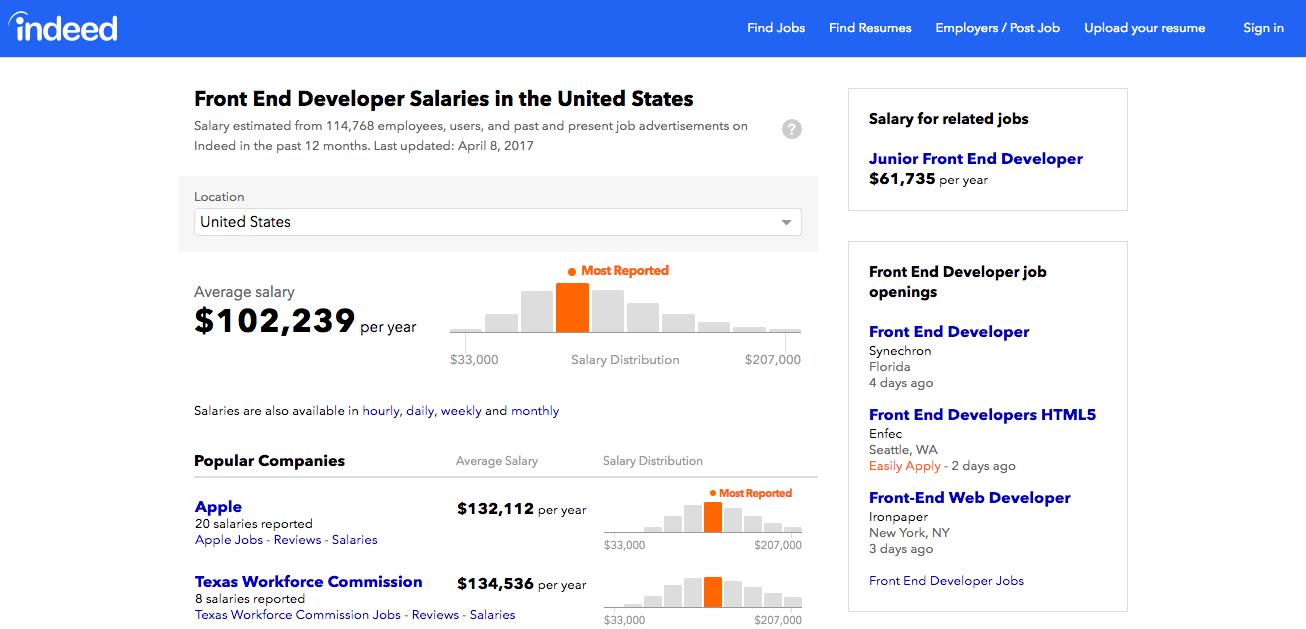 indeed
Find Jobs
Find Resumes
Employers / Post Job
Upload your resume
Sign in
Front End Developer Salaries in the United States
Salary estimated from 114,768 employees, users, and past and present job advertisements on
Indeed in the past 12 months. Last updated: April 8, 2017
?
Location
United States
Average salary
$102,239 per year
Most Reported
$33,000
Salary Distribution
$207,000
Salaries are also available in hourly, daily, weekly and monthly
Popular Companies
Average Salary
Salary Distribution
Apple
20 salaries reported
Apple Jobs - Reviews - Salaries
$132,112 per year
Most Reported
$33,000
$207,000
Texas Workforce Commission
8 salaries reported
Texas Workforce Commission Jobs - Reviews - Salaries
$134,536 per year
$33,000
$207,000
Salary for related jobs
Junior Front End Developer
$61,735 per year
Front End Developer job
openings
Front End Developer
Synechron
Florida
4 days ago
Front End Developers HTML5
Enfec
Seattle, WA
Easily Apply - 2 days ago
Front-End Web Developer
Ironpaper
New York, NY
3 days ago
Front End Developer Jobs